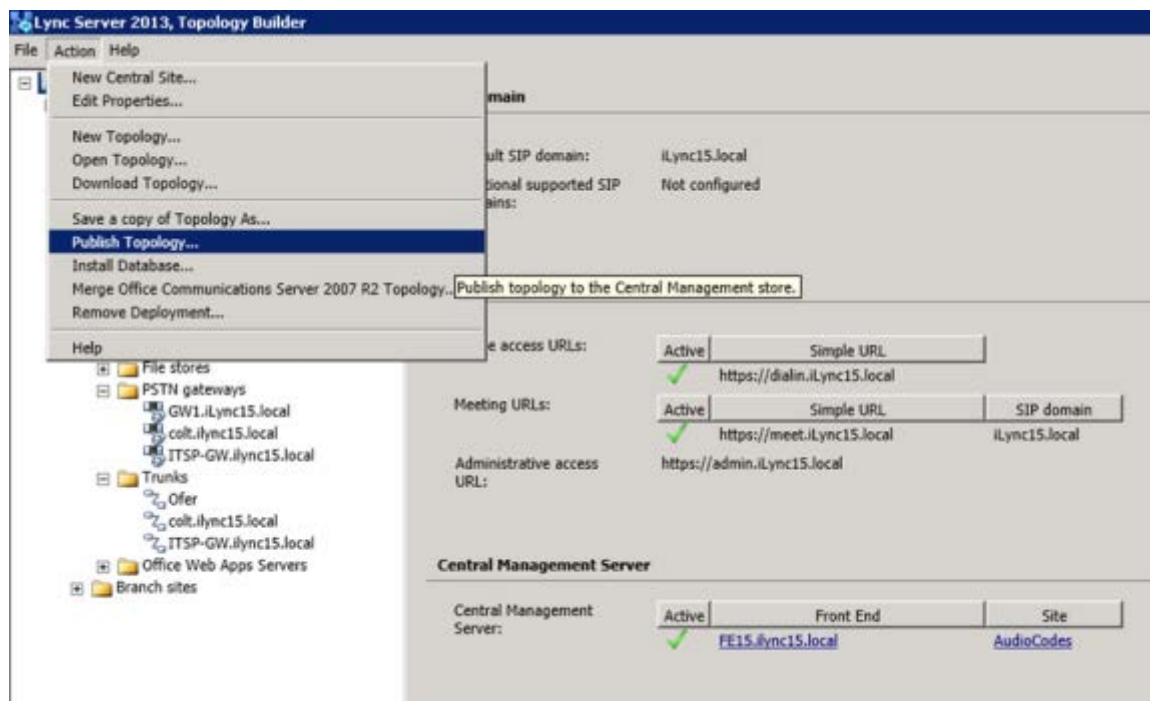 Lync Server 2013, Topology Builder
File Action Help
New Central Site...
Edit Properties...
New Topology...
Open Topology...
Download Topology...
Save a copy of Topology As...
Publish Topology...
Install Database...
Merge Office Communications Server 2007 R2 Topology...
Remove Deployment...
Help
Publish topology to the Central Management store.
File stores
PSTN gateways
GW1.iLync15.local
colt.ilync15.local
ITSP-GW.ilync15.local
Trunks
Ofer
colt.ilync15.local
ITSP-GW.ilync15.local
Office Web Apps Servers
Branch sites
main
ult SIP domain: iLync15.local
tional supported SIP Not configured
ains:
e access URLs: Active Simple URL
https://dialin.iLync15.local
Meeting URLs: Active Simple URL SIP domain
https://meet.iLync15.local iLync15.local
Administrative access https://admin.iLync15.local
URL:
Central Management Server
Central Management Active Front End Site
Server: FE15.ilync15.local AudioCodes